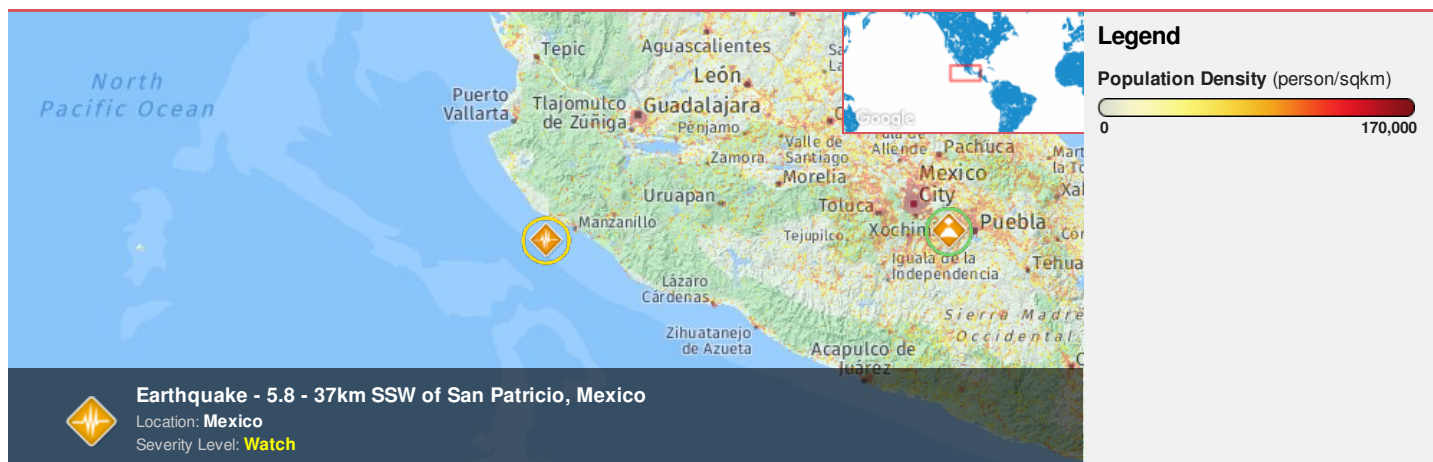 North
Pacific Ocean
Tepic
Aguascalientes
León
Puerto
Vallarta
Tlajomulco
de Zúñiga
Guadalajara
Pénjamo
Zamora
Valle de
Santiago
Morelia
Uruapan
Manzanillo
Google
Allende
Pachuca
Mexico
City
Toluca
Xochim
Puebla
Tejupilco
Iguala de la
Independencia
Tehua
Lázaro
Cárdenas
Sierra Madre
Occidental
Zihuatanejo
de Azueta
Acapulco de
Juárez
Earthquake - 5.8 - 37km SSW of San Patricio, Mexico
Location: Mexico
Severity Level: Watch
Legend
Population Density (person/sqkm)
0
170,000